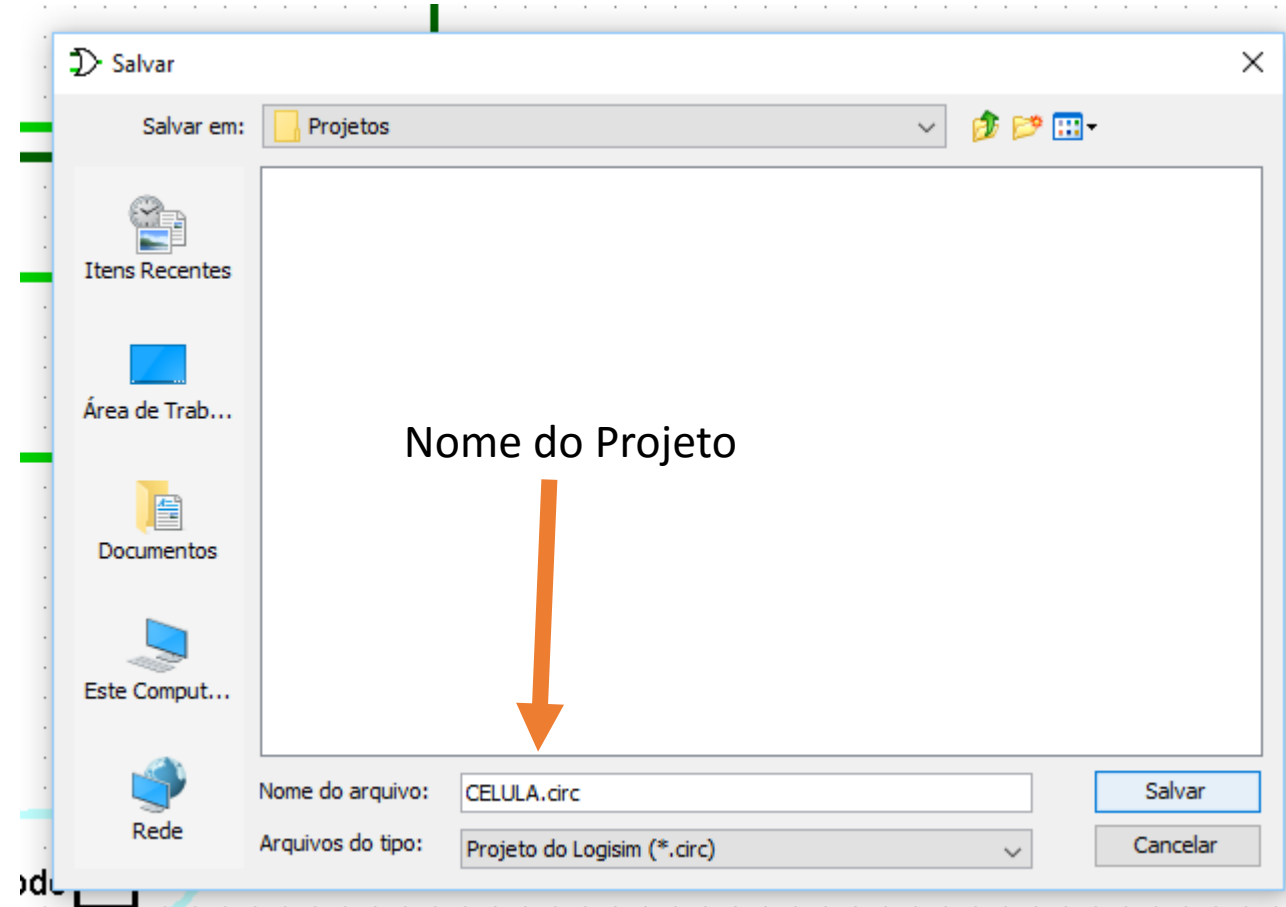 Salvar
Salvar em: Projetos
Itens Recentes
Área de Trab...
Nome do Projeto
Documentos
Este Comput...
Rede
Nome do arquivo: CELULA.circ Salvar
Arquivos do tipo: Projeto do Logisim (*.circ) Cancelar